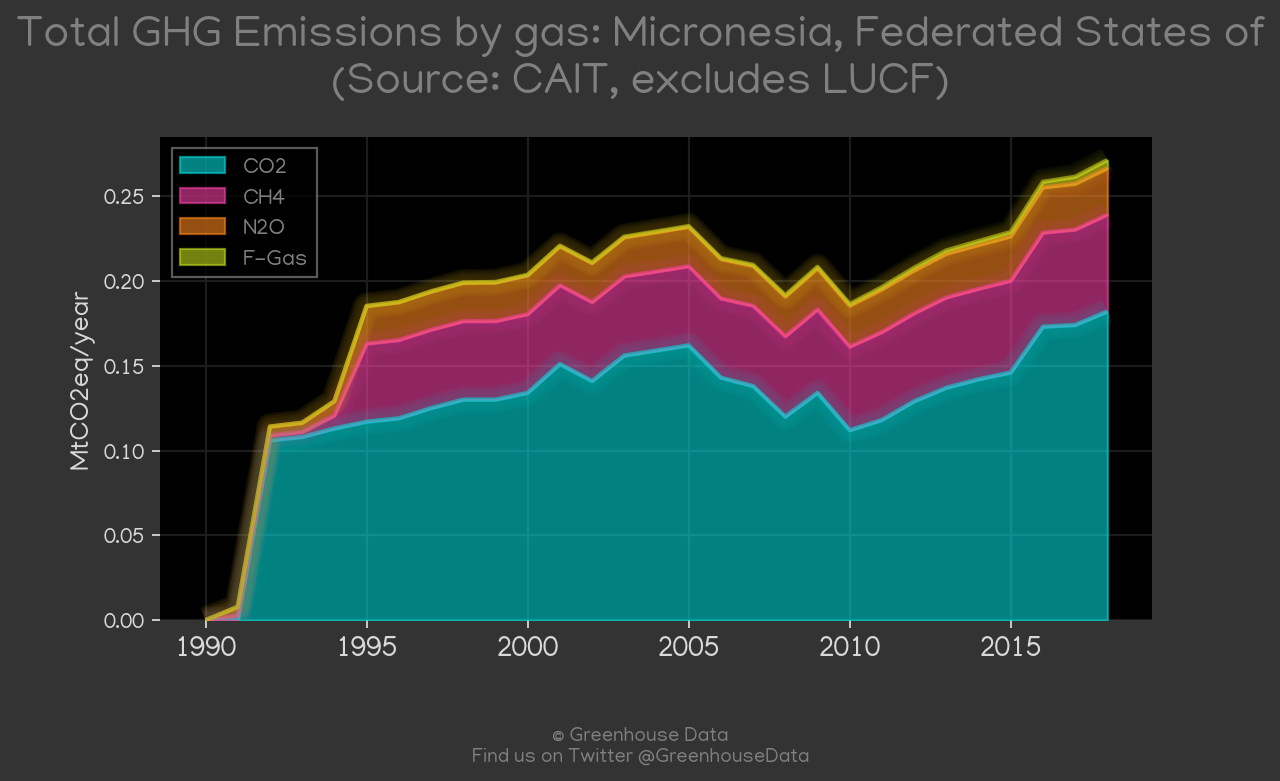 Total GHG Emissions by gas: Micronesia, Federated States of
(Source: CAIT, excludes LUCF)
CO2
CH4
N2O
F-Gas
MtCO2eq/year
0.25
0.20
0.15
0.10
0.05
0.00
1990 1995 2000 2005 2010 2015
© Greenhouse Data
Find us on Twitter @GreenhouseData